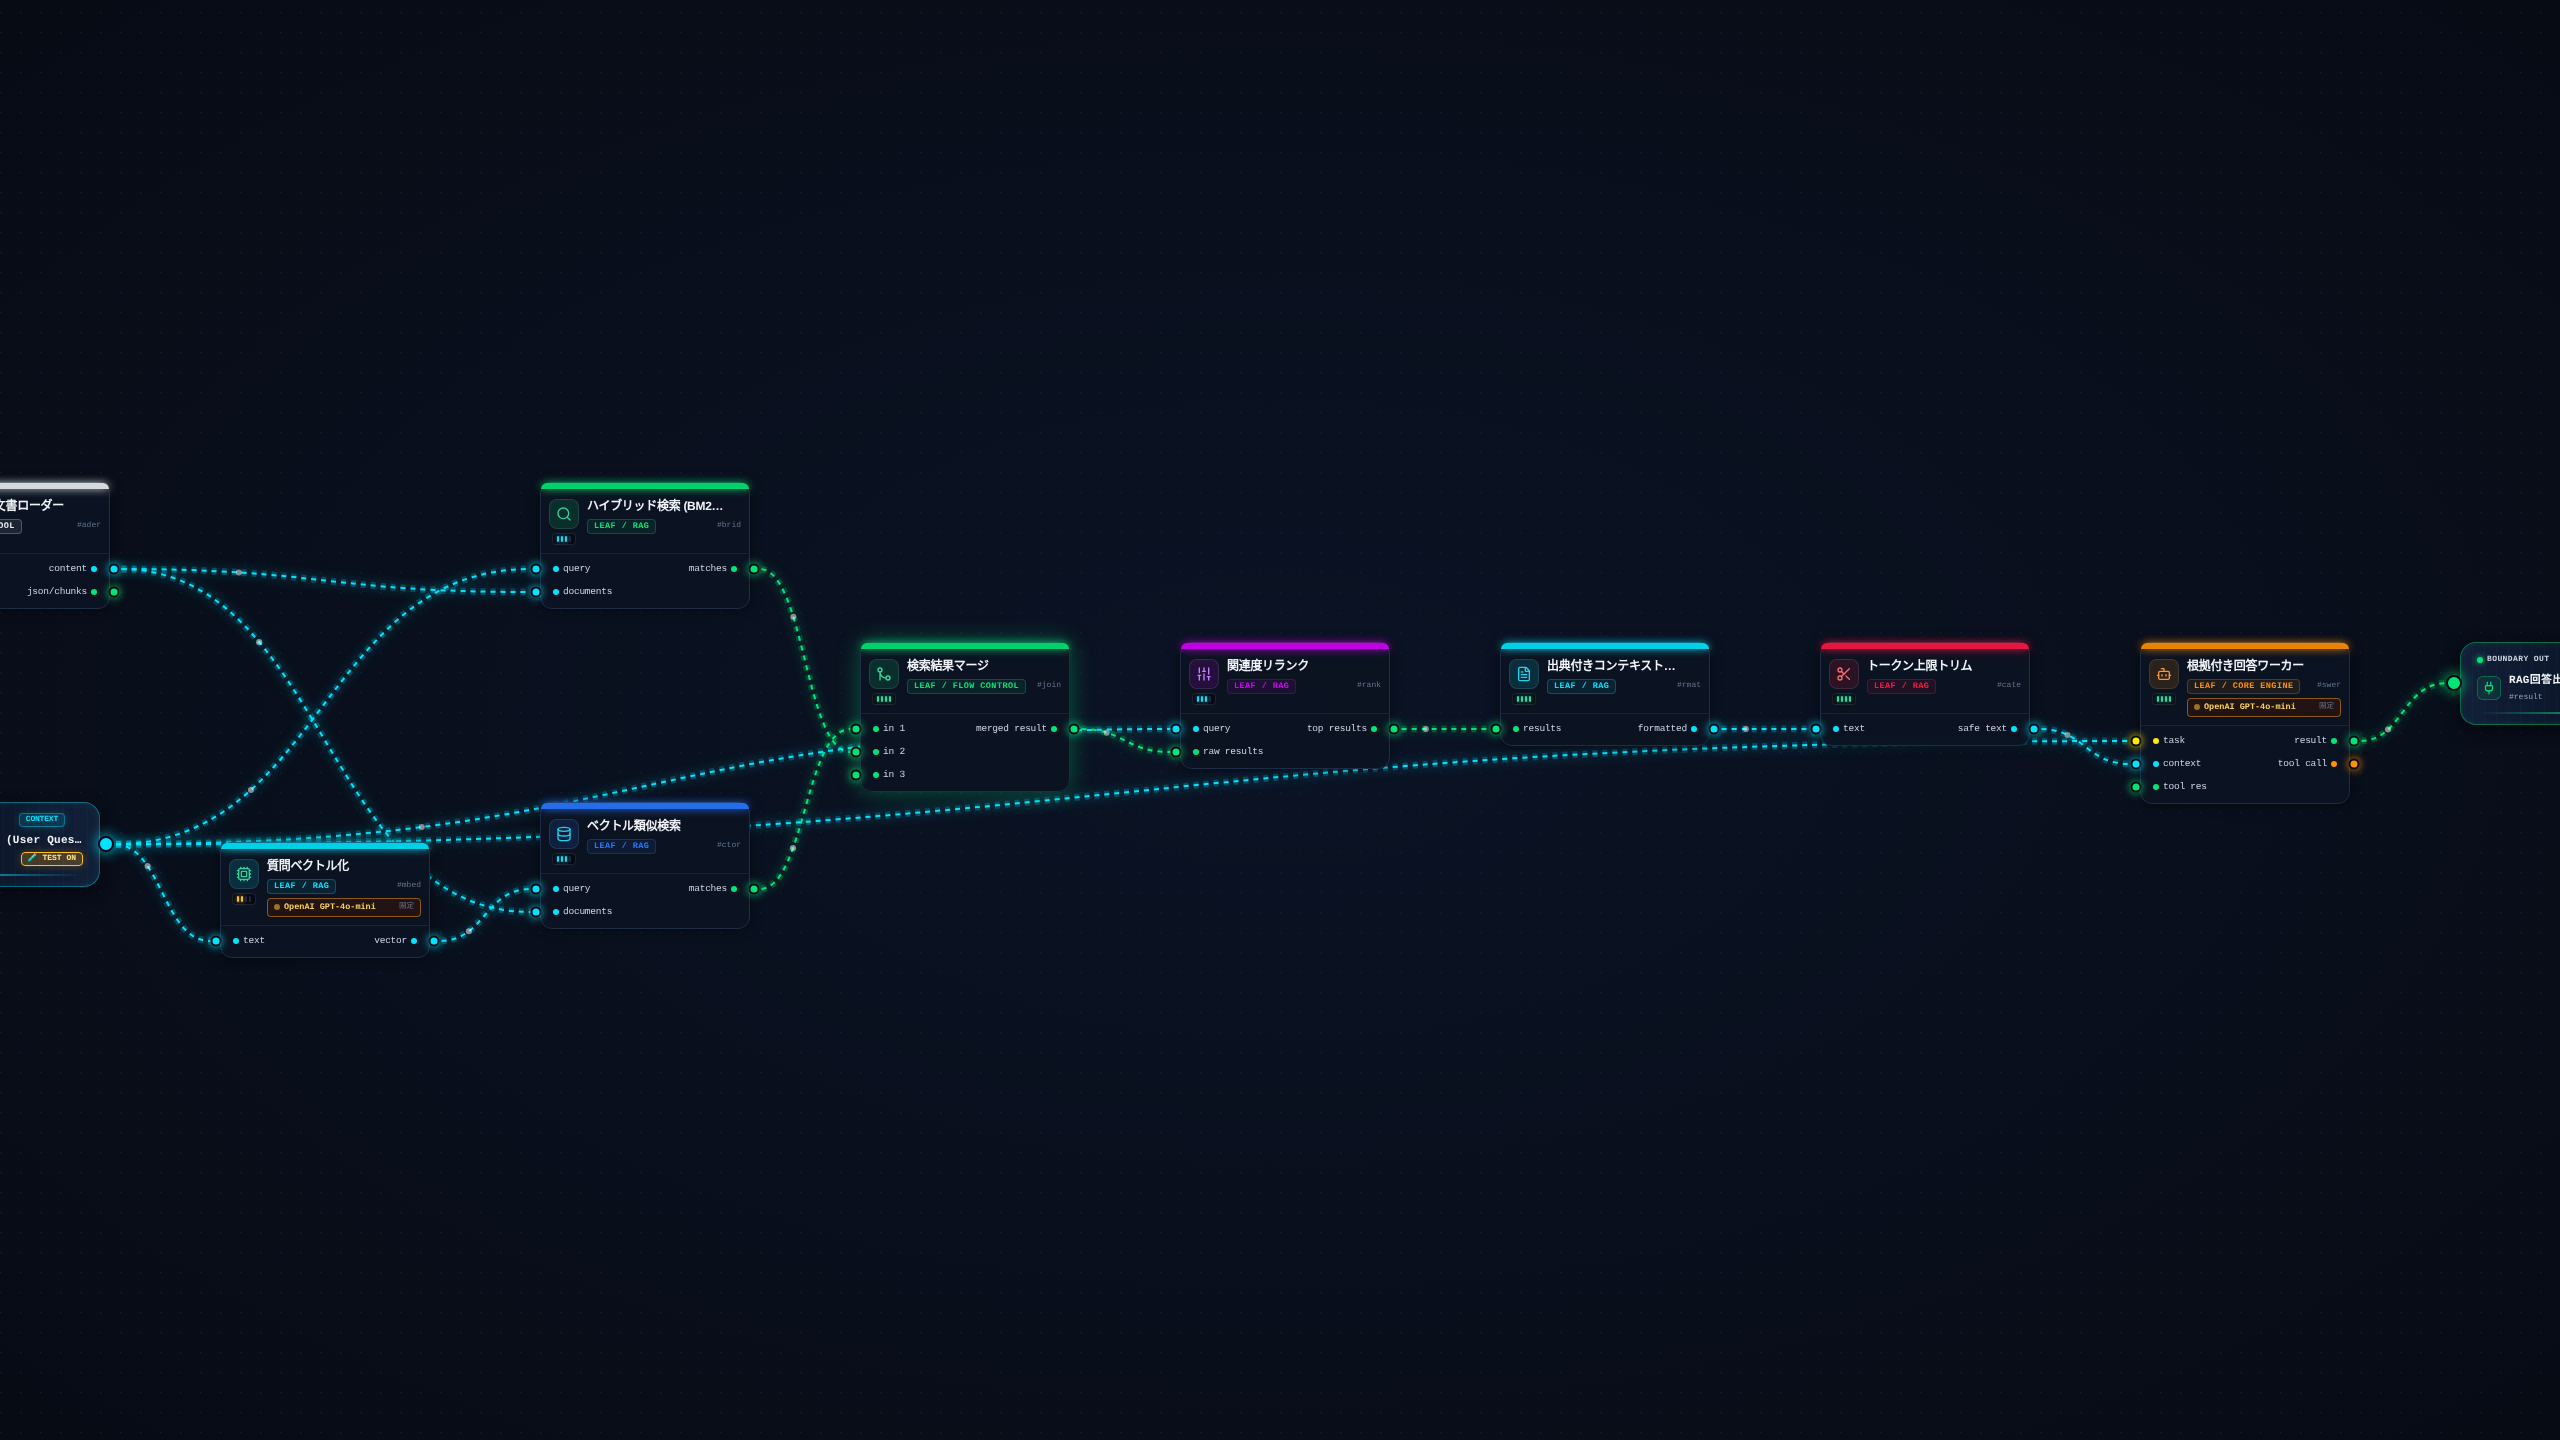 文書ローダー
OOL
#ader
content
json/chunks
CONTEXT
(User Ques…
TEST ON
質問ベクトル化
LEAF / RAG
#mbed
OpenAI GPT-4o-mini 固定
text vector
ハイブリッド検索 (BM2…
LEAF / RAG
#brid
query matches
documents
ベクトル類似検索
LEAF / RAG
#ctor
query matches
documents
検索結果マージ
LEAF / FLOW CONTROL
#join
in 1 merged result
in 2
in 3
関連度リランク
LEAF / RAG
#rank
query top results
raw results
出典付きコンテキスト…
LEAF / RAG
#rmat
results formatted
トークン上限トリム
LEAF / RAG
#cate
text safe text
根拠付き回答ワーカー
LEAF / CORE ENGINE
#swer
OpenAI GPT-4o-mini 固定
task result
context tool call
tool res
BOUNDARY OUT
RAG回答出
#result